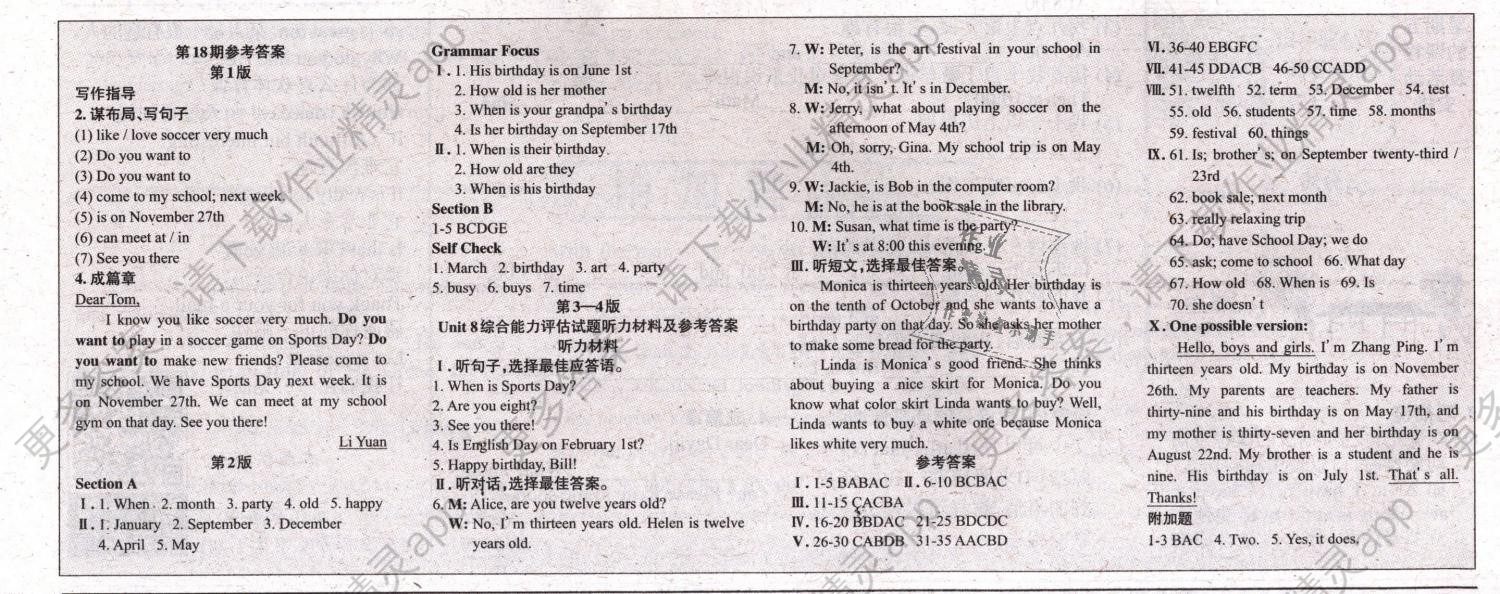 第18期参考答案
第1版
写作指导
2. 谋布局、写句子
(1) like / love soccer very much
(2) Do you want to
(3) Do you want to
(4) come to my school; next week
(5) is on November 27th
(6) can meet at / in
(7) See you there
4. 成篇章
Dear Tom,
I know you like soccer very much. Do you
want to play in a soccer game on Sports Day? Do
you want to make new friends? Please come to
my school. We have Sports Day next week. It is
on November 27th. We can meet at my school
gym on that day. See you there!
Li Yuan
第2版
Section A
Ⅰ. 1. When 2. month 3. party 4. old 5. happy
Ⅱ. 1. January 2. September 3. December
4. April 5. May
Grammar Focus
Ⅰ. 1. His birthday is on June 1st
2. How old is her mother
3. When is your grandpa's birthday
4. Is her birthday on September 17th
Ⅱ. 1. When is their birthday
2. How old are they
3. When is his birthday
Section B
1-5 BCDGE
Self Check
1. March 2. birthday 3. art 4. party
5. busy 6. buys 7. time
第3—4版
Unit 8综合能力评估试题听力材料及参考答案
听力材料
Ⅰ. 听句子,选择最佳应答语。
1. When is Sports Day?
2. Are you eight?
3. See you there!
4. Is English Day on February 1st?
5. Happy birthday, Bill!
Ⅱ. 听对话,选择最佳答案。
6. M: Alice, are you twelve years old?
W: No, I'm thirteen years old. Helen is twelve
years old.
7. W: Peter, is the art festival in your school in
September?
M: No, it isn't. It's in December.
8. W: Jerry, what about playing soccer on the
afternoon of May 4th?
M: Oh, sorry, Gina. My school trip is on May
4th.
9. W: Jackie, is Bob in the computer room?
M: No, he is at the book sale in the library.
10. M: Susan, what time is the party?
W: It's at 8:00 this evening.
Ⅲ. 听短文,选择最佳答案。
Monica is thirteen years old. Her birthday is
on the tenth of October and she wants to have a
birthday party on that day. So she asks her mother
to make some bread for the party.
Linda is Monica's good friend. She thinks
about buying a nice skirt for Monica. Do you
know what color skirt Linda wants to buy? Well,
Linda wants to buy a white one because Monica
likes white very much.
参考答案
Ⅰ. 1-5 BABAC Ⅱ. 6-10 BCBAC
Ⅲ. 11-15 CACBA
Ⅳ. 16-20 BBDAC 21-25 BDCDC
Ⅴ. 26-30 CABDB 31-35 AACBD
Ⅵ. 36-40 EBGFC
Ⅶ. 41-45 DDACB 46-50 CCADD
Ⅷ. 51. twelfth 52. term 53. December 54. test
55. old 56. students 57. time 58. months
59. festival 60. things
Ⅸ. 61. Is; brother's; on September twenty-third /
23rd
62. book sale; next month
63. really relaxing trip
64. Do; have School Day; we do
65. ask; come to school 66. What day
67. How old 68. When is 69. Is
70. she doesn't
Ⅹ. One possible version:
Hello, boys and girls. I'm Zhang Ping. I'm
thirteen years old. My birthday is on November
26th. My parents are teachers. My father is
thirty-nine and his birthday is on May 17th, and
my mother is thirty-seven and her birthday is on
August 22nd. My brother is a student and he is
nine. His birthday is on July 1st. That's all.
Thanks!
附加题
1-3 BAC 4. Two. 5. Yes, it does.